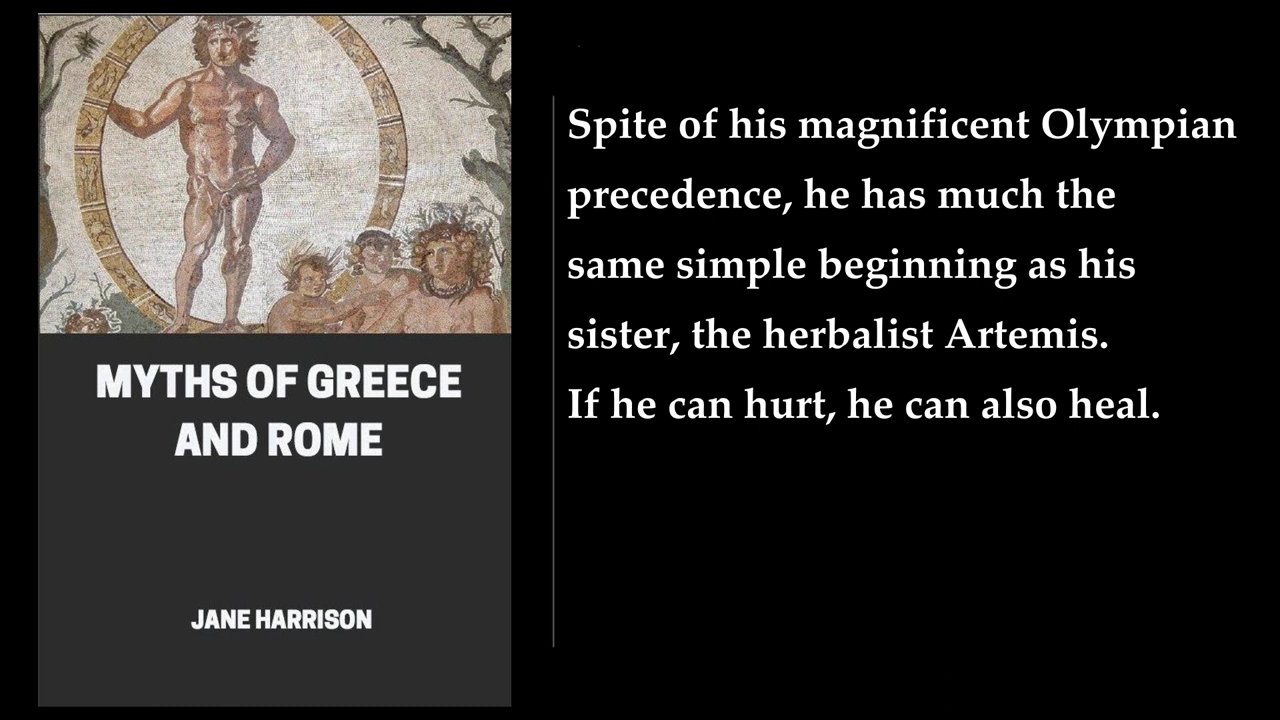 MYTHS OF GREECE
AND ROME
JANE HARRISON
Spite of his magnificent Olympian
precedence, he has much the
same simple beginning as his
sister, the herbalist Artemis.
If he can hurt, he can also heal.